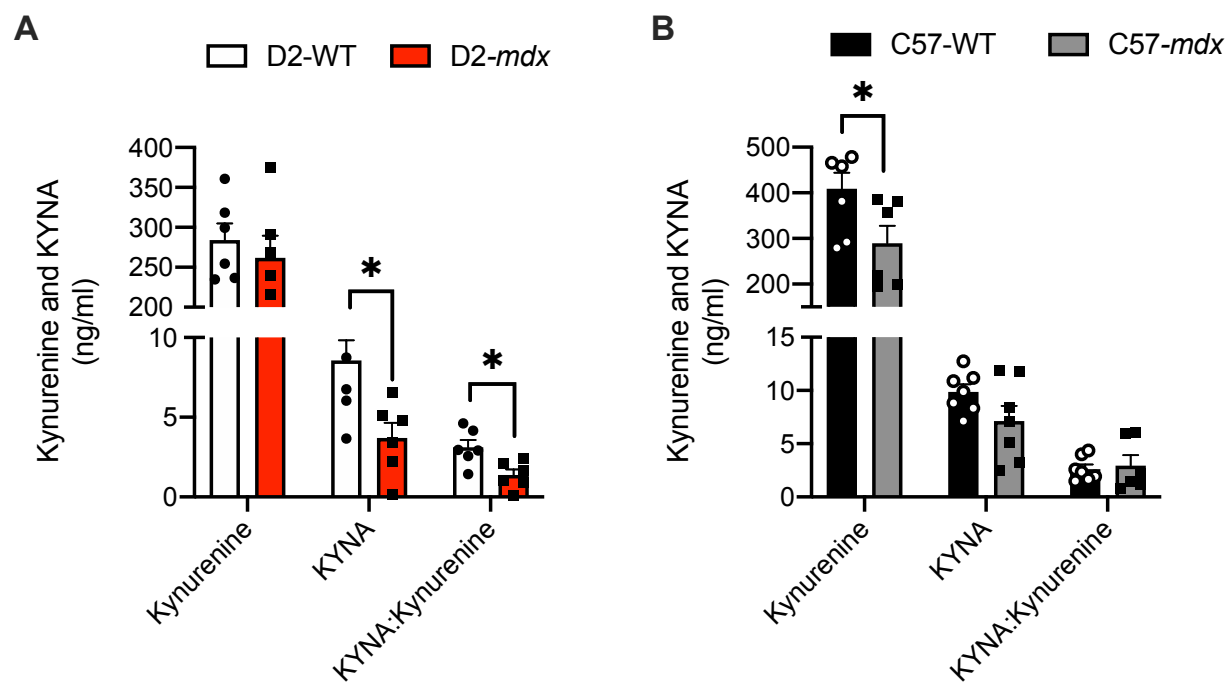 A
D2-WT
D2-mdx
Kynurenine and KYNA
(ng/ml)
400
350
300
250
200
10
5
0
*
*
Kynurenine
KYNA
KYNA:Kynurenine
B
C57-WT
C57-mdx
Kynurenine and KYNA
(ng/ml)
500
400
300
200
15
10
5
0
*
Kynurenine
KYNA
KYNA:Kynurenine